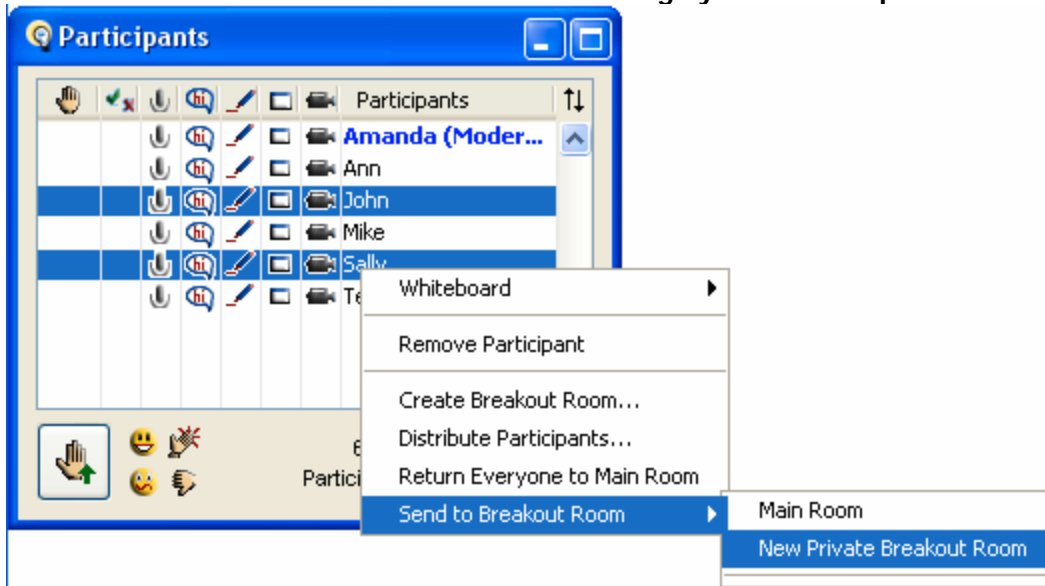 Participants
Participants
Amanda (Moder...
Ann
John
Mike
Sally
Whiteboard
Remove Participant
Create Breakout Room...
Distribute Participants...
Return Everyone to Main Room
Send to Breakout Room
Main Room
New Private Breakout Room